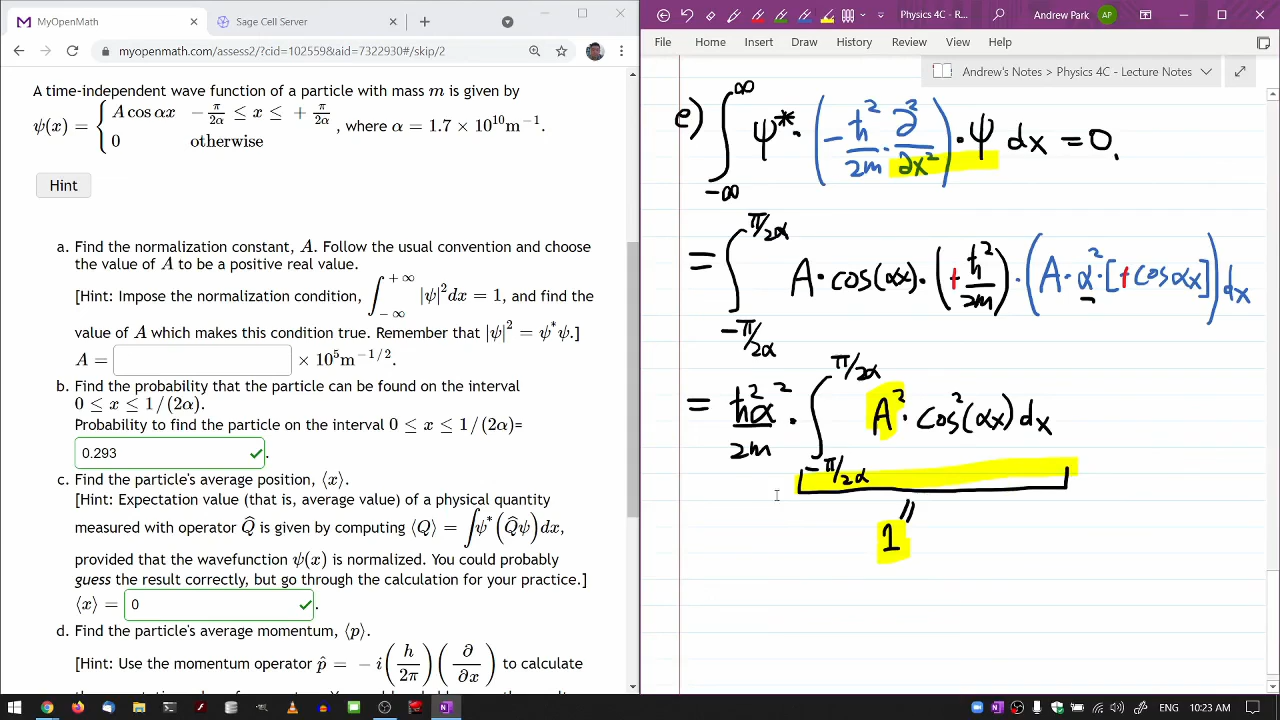 MyOpenMath
Sage Cell Server
myopenmath.com/assess2/?cid=102559&aid=7322930#/skip/2
A time-independent wave function of a particle with mass m is given by
ψ(x) = { A cos αx   −π/2α ≤ x ≤ +π/2α
0   otherwise
, where α = 1.7 × 10¹⁰m⁻¹.
Hint
a. Find the normalization constant, A. Follow the usual convention and choose
the value of A to be a positive real value.
[Hint: Impose the normalization condition, ∫_{−∞}^{+∞} |ψ|²dx = 1, and find the
value of A which makes this condition true. Remember that |ψ|² = ψ*ψ.]
A = × 10⁵m⁻¹/².
b. Find the probability that the particle can be found on the interval
0 ≤ x ≤ 1/(2α).
Probability to find the particle on the interval 0 ≤ x ≤ 1/(2α)=
0.293
c. Find the particle's average position, ⟨x⟩.
[Hint: Expectation value (that is, average value) of a physical quantity
measured with operator Q̂ is given by computing ⟨Q⟩ = ∫ψ*(Q̂ψ)dx,
provided that the wavefunction ψ(x) is normalized. You could probably
guess the result correctly, but go through the calculation for your practice.]
⟨x⟩ = 0 .
d. Find the particle's average momentum, ⟨p⟩.
[Hint: Use the momentum operator p̂ = −i(h/2π)(∂/∂x) to calculate
Physics 4C - Lec
Andrew Park
AP
File Home Insert Draw History Review View Help
Andrew's Notes > Physics 4C - Lecture Notes
e) ∫_{-∞}^{∞} ψ*·(-ħ²/2m · ∂²/∂x²)·ψ dx = 0.
= ∫_{-π/2α}^{π/2α} A·cos(αx)·(+ħ²/2m)·(A·α²·[+cosαx])dx
= ħ²α²/2m · ∫_{-π/2α}^{π/2α} A²·cos²(αx)dx
"
1
ENG
10:23 AM